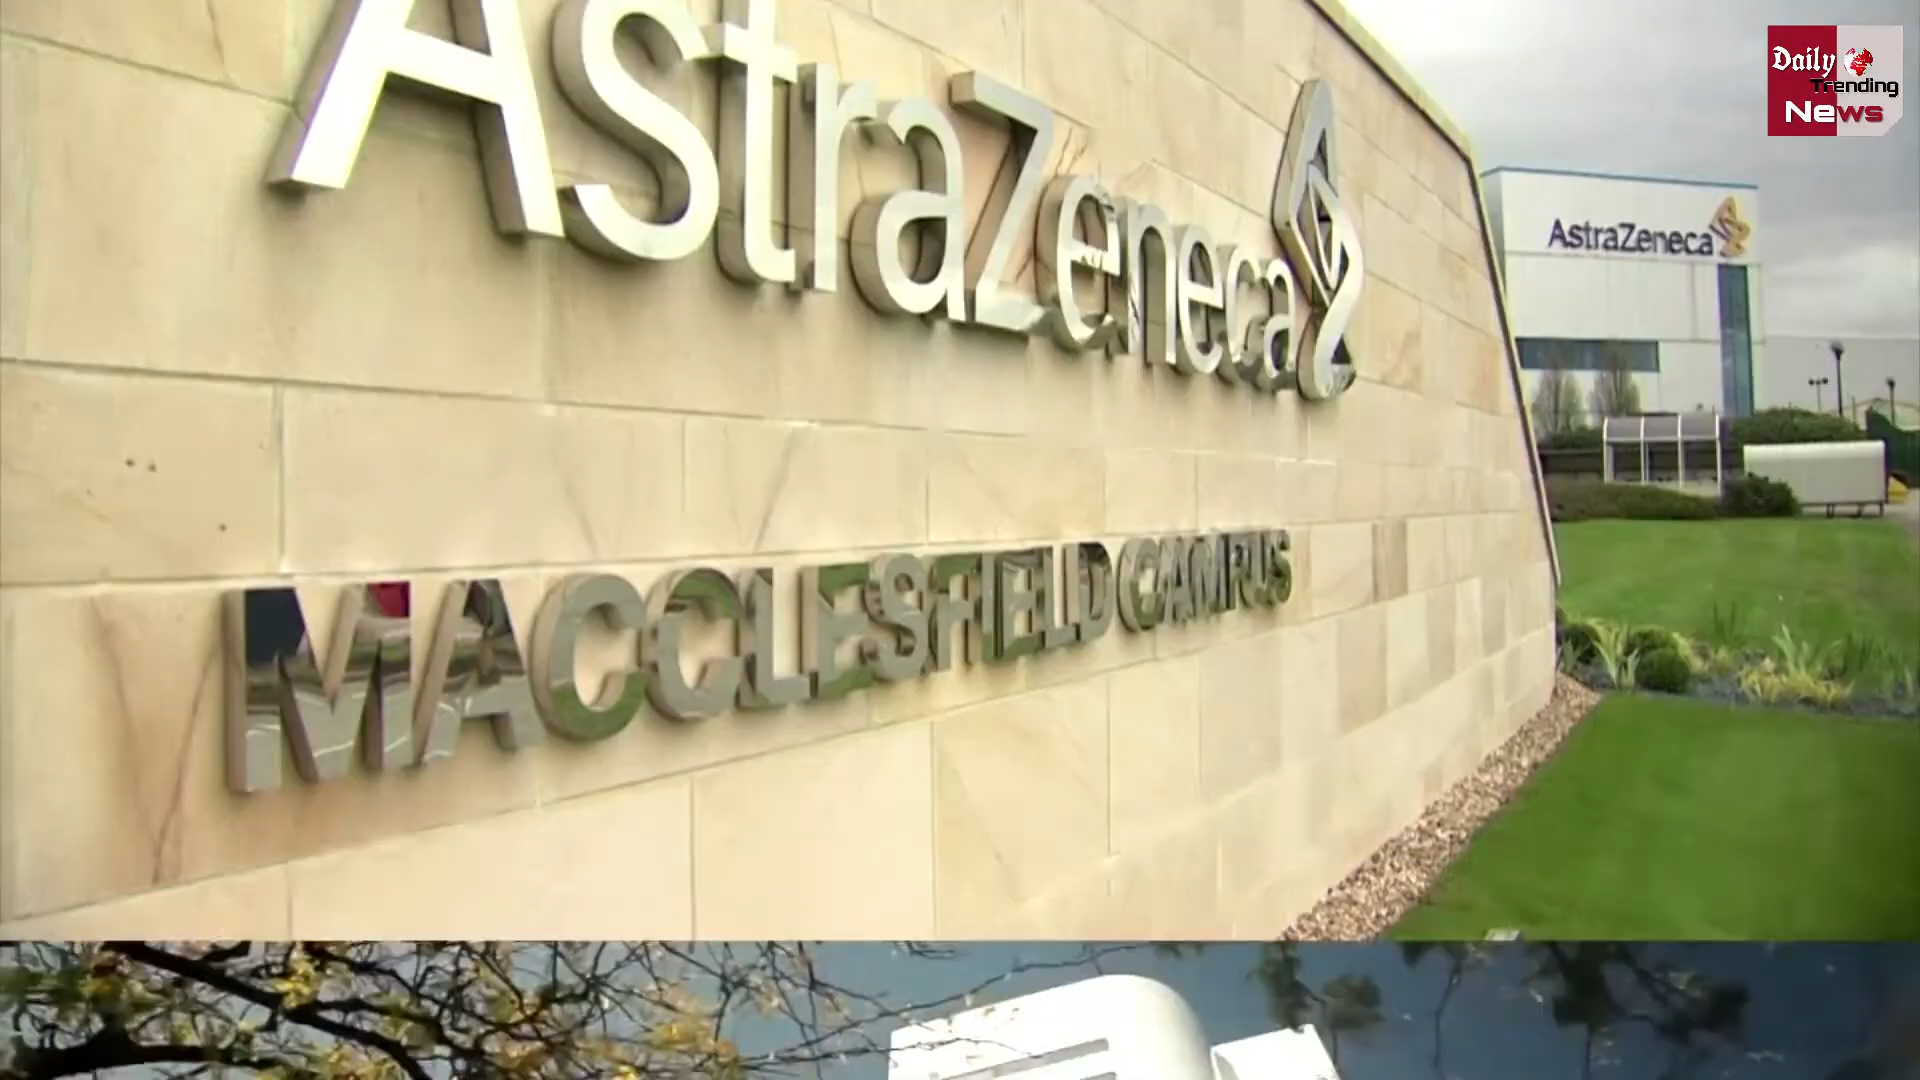 AstraZeneca
MACCLESFIELD CAMPUS
AstraZeneca
Daily
Trending
News